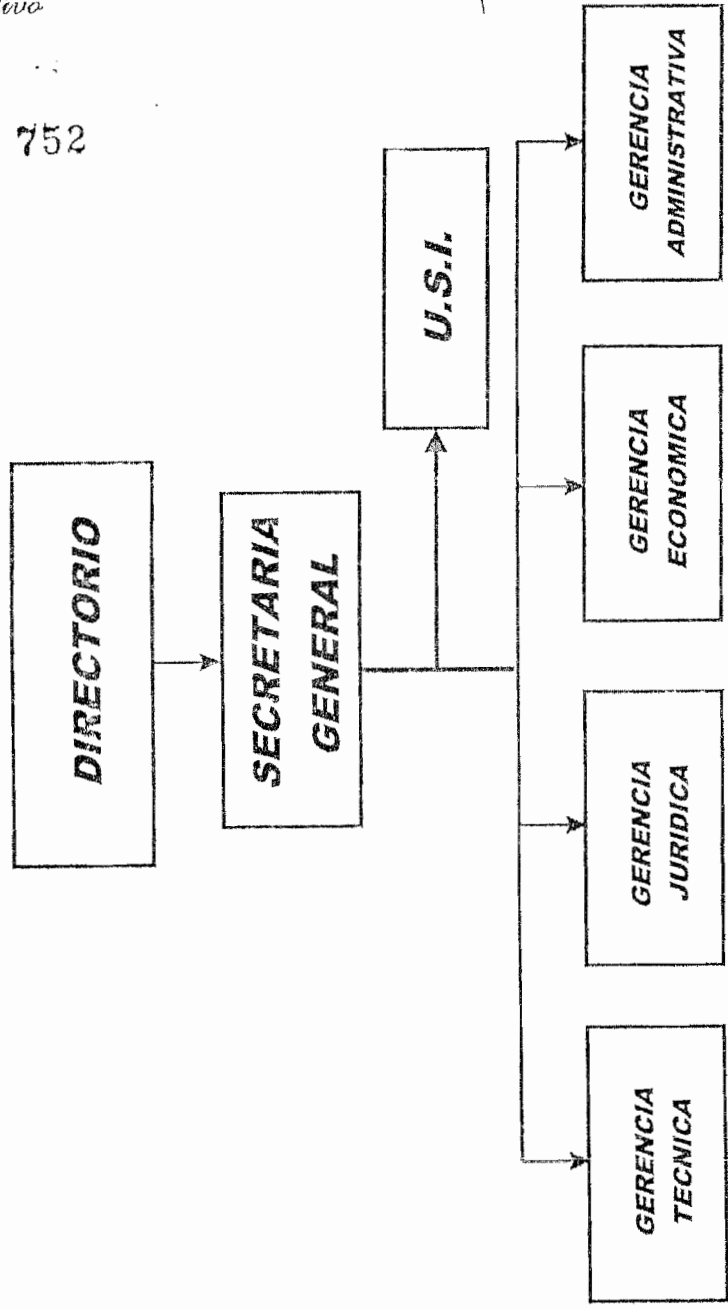 752
DIRECTORIO
SECRETARIA
GENERAL
U.S.I.
GERENCIA
TECNICA
GERENCIA
JURIDICA
GERENCIA
ECONOMICA
GERENCIA
ADMINISTRATIVA